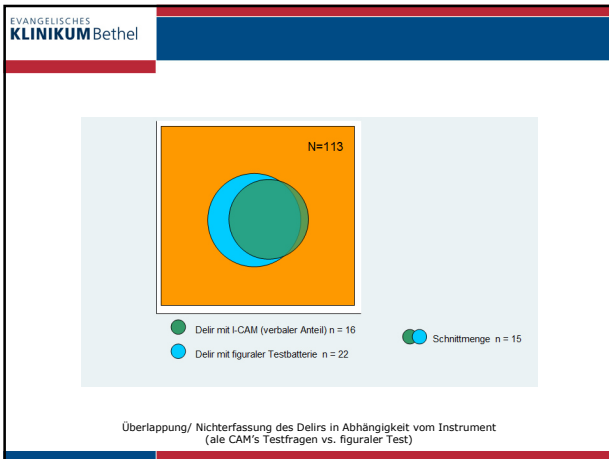 EVANGELISCHES
KLINIKUM Bethel
N=113
Delir mit I-CAM (verbaler Anteil) n = 16
Delir mit figuraler Testbatterie n = 22
Schnittmenge n = 15
Überlappung/ Nichterfassung des Delirs in Abhängigkeit vom Instrument
(ale CAM's Testfragen vs. figuraler Test)